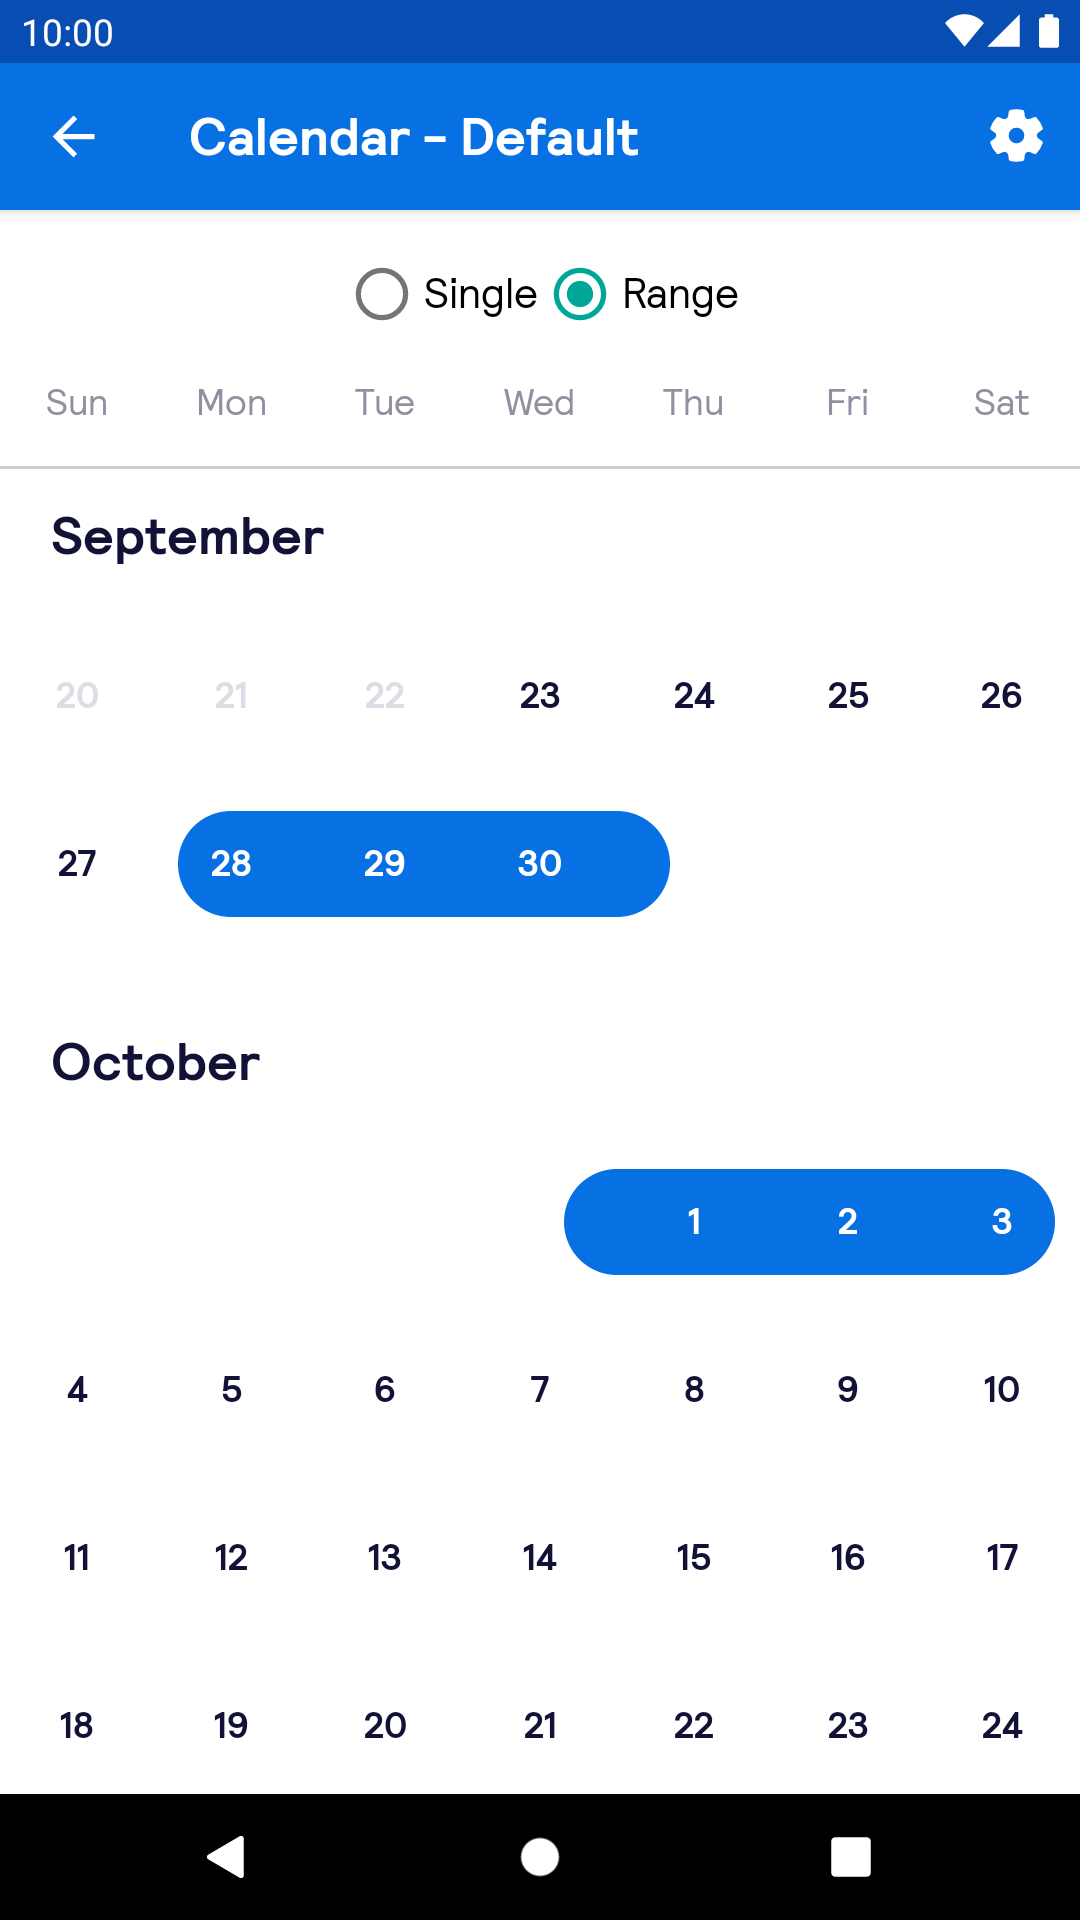 10:00
Calendar - Default
Single Range
Sun Mon Tue Wed Thu Fri Sat
September
20 21 22 23 24 25 26
27 28 29 30
October
1 2 3
4 5 6 7 8 9 10
11 12 13 14 15 16 17
18 19 20 21 22 23 24